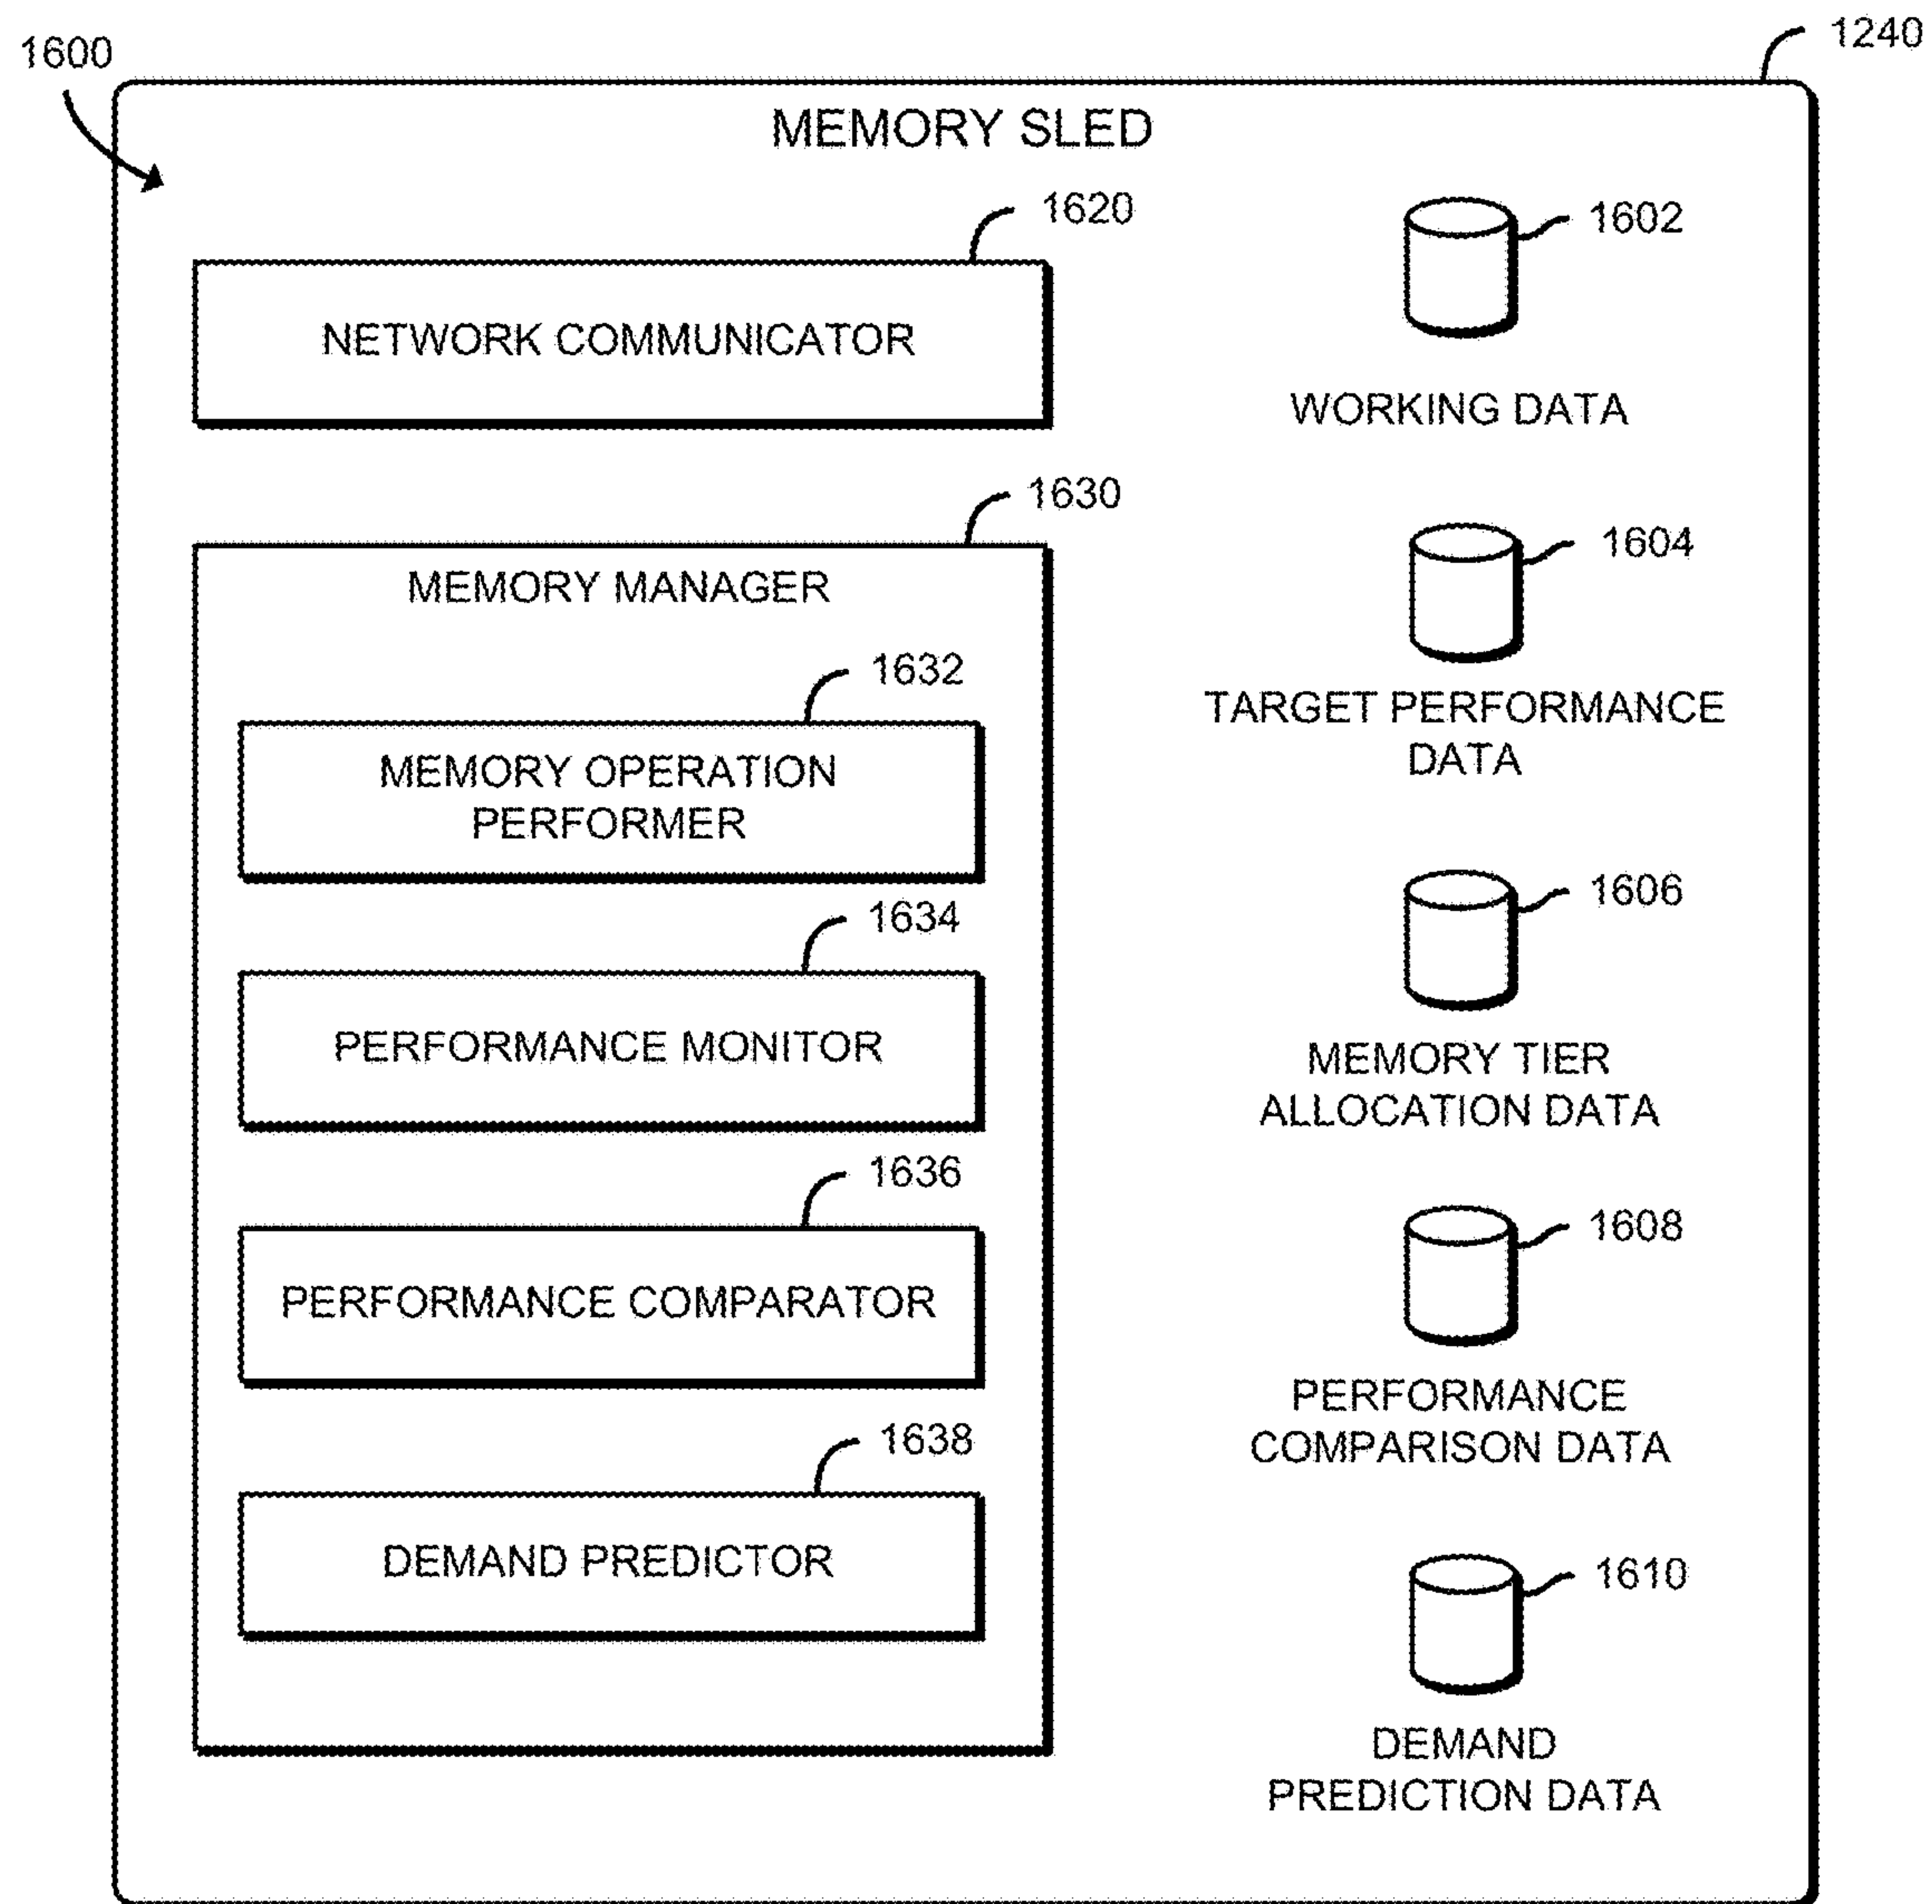 1600
1240
MEMORY SLED
1620
NETWORK COMMUNICATOR
1630
MEMORY MANAGER
1632
MEMORY OPERATION
PERFORMER
1634
PERFORMANCE MONITOR
1636
PERFORMANCE COMPARATOR
1638
DEMAND PREDICTOR
1602
WORKING DATA
1604
TARGET PERFORMANCE
DATA
1606
MEMORY TIER
ALLOCATION DATA
1608
PERFORMANCE
COMPARISON DATA
1610
DEMAND
PREDICTION DATA